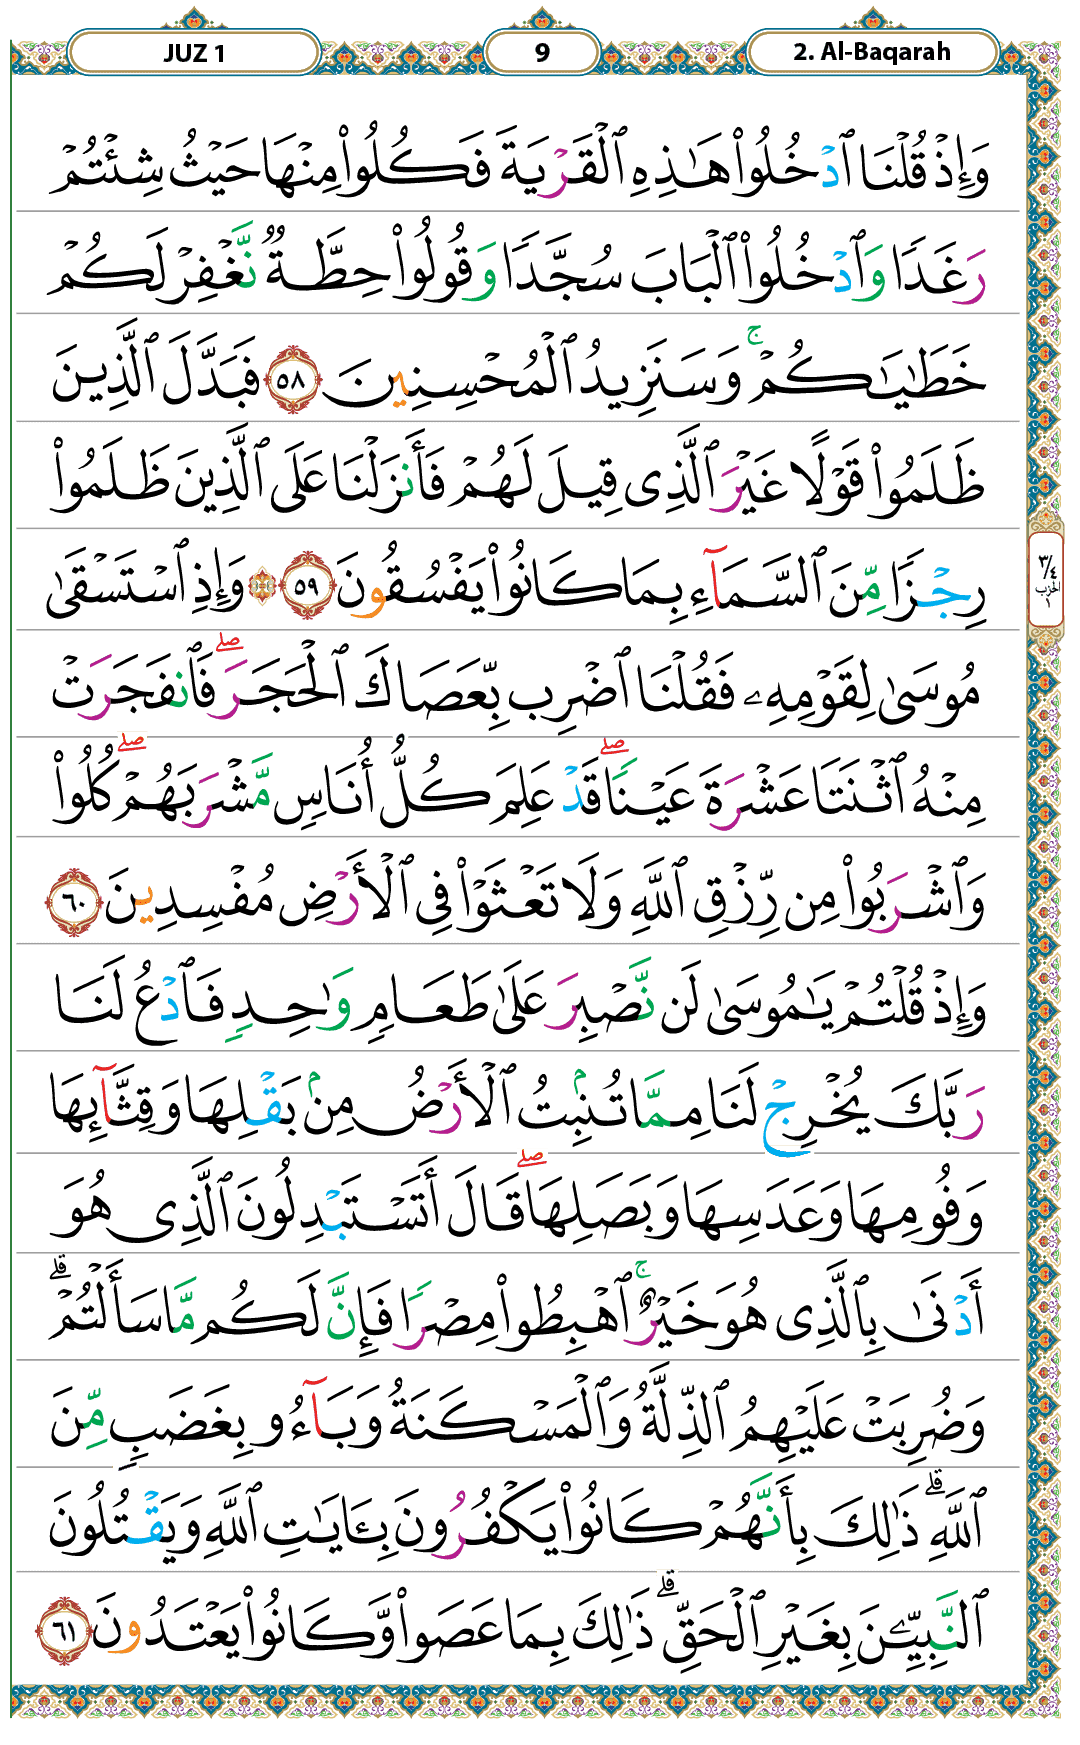 JUZ 1
9
2. Al-Baqarah
وَإِذۡ قُلۡنَا ٱدۡخُلُواْ هَٰذِهِ ٱلۡقَرۡيَةَ فَكُلُواْ مِنۡهَا حَيۡثُ شِئۡتُمۡ
رَغَدٗا وَٱدۡخُلُواْ ٱلۡبَابَ سُجَّدٗا وَقُولُواْ حِطَّةٞ نَّغۡفِرۡ لَكُمۡ
خَطَٰيَٰكُمۡۚ وَسَنَزِيدُ ٱلۡمُحۡسِنِينَ ٥٨ فَبَدَّلَ ٱلَّذِينَ
ظَلَمُواْ قَوۡلًا غَيۡرَ ٱلَّذِي قِيلَ لَهُمۡ فَأَنزَلۡنَا عَلَى ٱلَّذِينَ ظَلَمُواْ
رِجۡزٗا مِّنَ ٱلسَّمَآءِ بِمَا كَانُواْ يَفۡسُقُونَ ٥٩ ۞ وَإِذِ ٱسۡتَسۡقَىٰ
مُوسَىٰ لِقَوۡمِهِۦ فَقُلۡنَا ٱضۡرِب بِّعَصَاكَ ٱلۡحَجَرَۖ فَٱنفَجَرَتۡ
مِنۡهُ ٱثۡنَتَا عَشۡرَةَ عَيۡنٗاۖ قَدۡ عَلِمَ كُلُّ أُنَاسٖ مَّشۡرَبَهُمۡۖ كُلُواْ
وَٱشۡرَبُواْ مِن رِّزۡقِ ٱللَّهِ وَلَا تَعۡثَوۡاْ فِي ٱلۡأَرۡضِ مُفۡسِدِينَ ٦٠
وَإِذۡ قُلۡتُمۡ يَٰمُوسَىٰ لَن نَّصۡبِرَ عَلَىٰ طَعَامٖ وَٰحِدٖ فَٱدۡعُ لَنَا
رَبَّكَ يُخۡرِجۡ لَنَا مِمَّا تُنۢبِتُ ٱلۡأَرۡضُ مِنۢ بَقۡلِهَا وَقِثَّآئِهَا
وَفُومِهَا وَعَدَسِهَا وَبَصَلِهَاۖ قَالَ أَتَسۡتَبۡدِلُونَ ٱلَّذِي هُوَ
أَدۡنَىٰ بِٱلَّذِي هُوَ خَيۡرٌۚ ٱهۡبِطُواْ مِصۡرٗا فَإِنَّ لَكُم مَّا سَأَلۡتُمۡۗ
وَضُرِبَتۡ عَلَيۡهِمُ ٱلذِّلَّةُ وَٱلۡمَسۡكَنَةُ وَبَآءُو بِغَضَبٖ مِّنَ
ٱللَّهِۗ ذَٰلِكَ بِأَنَّهُمۡ كَانُواْ يَكۡفُرُونَ بِـَٔايَٰتِ ٱللَّهِ وَيَقۡتُلُونَ
ٱلنَّبِيِّـۧنَ بِغَيۡرِ ٱلۡحَقِّۗ ذَٰلِكَ بِمَا عَصَواْ وَّكَانُواْ يَعۡتَدُونَ ٦١
٣/٤
الحزب
١